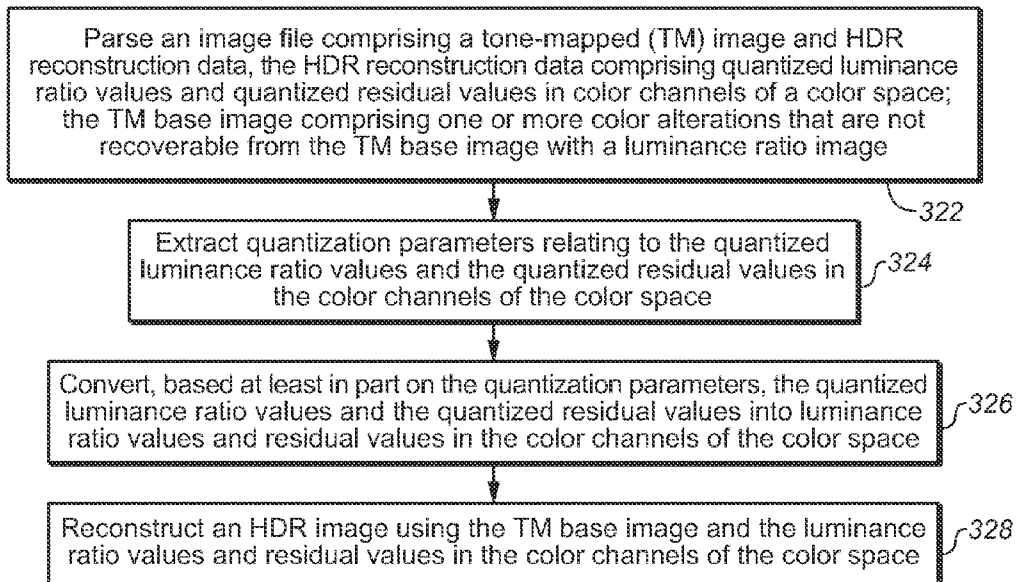 Parse an image file comprising a tone-mapped (TM) image and HDR
reconstruction data, the HDR reconstruction data comprising quantized luminance
ratio values and quantized residual values in color channels of a color space;
the TM base image comprising one or more color alterations that are not
recoverable from the TM base image with a luminance ratio image
322
Extract quantization parameters relating to the quantized
luminance ratio values and the quantized residual values in
the color channels of the color space
324
Convert, based at least in part on the quantization parameters, the quantized
luminance ratio values and the quantized residual values into luminance
ratio values and residual values in the color channels of the color space
326
Reconstruct an HDR image using the TM base image and the luminance
ratio values and residual values in the color channels of the color space
328